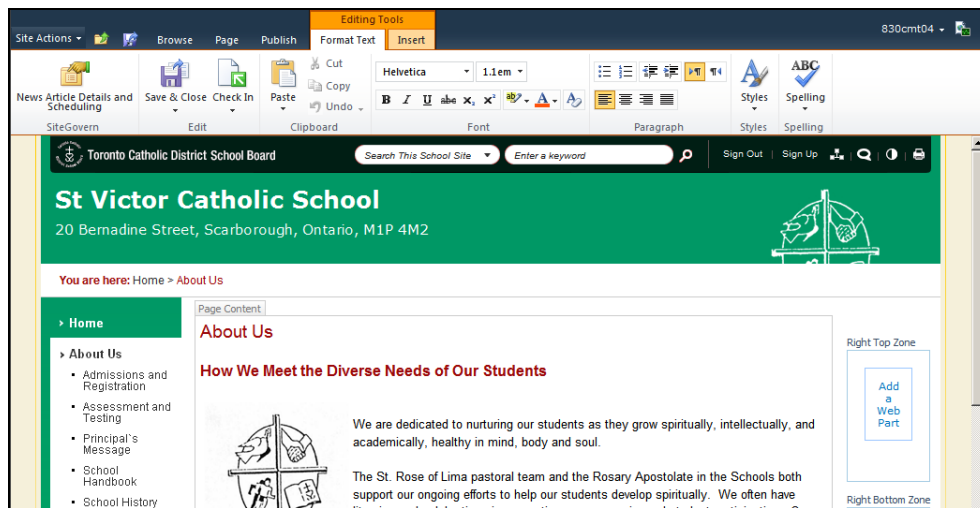 Editing Tools
Site Actions Browse Page Publish Format Text Insert 830cmt04
News Article Details and Scheduling
Save & Close Check In
Paste
Cut
Copy
Undo
Helvetica 1.1em
B I U abc X₂ X² ab A A
A
Styles
ABC
Spelling
SiteGovern Edit Clipboard Font Paragraph Styles Spelling
Toronto Catholic District School Board Search This School Site Enter a keyword Sign Out | Sign Up
St Victor Catholic School
20 Bernadine Street, Scarborough, Ontario, M1P 4M2
You are here: Home > About Us
› Home
› About Us
▪ Admissions and
Registration
▪ Assessment and
Testing
▪ Principal`s
Message
▪ School
Handbook
▪ School History
Page Content
About Us
How We Meet the Diverse Needs of Our Students
We are dedicated to nurturing our students as they grow spiritually, intellectually, and
academically, healthy in mind, body and soul.
The St. Rose of Lima pastoral team and the Rosary Apostolate in the Schools both
support our ongoing efforts to help our students develop spiritually. We often have
Right Top Zone
Add
a
Web
Part
Right Bottom Zone